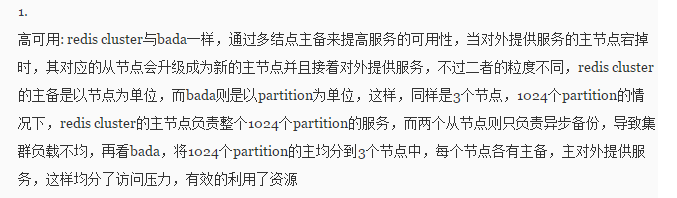 1.
高可用: redis cluster与bada一样，通过多结点主备来提高服务的可用性，当对外提供服务的主节点宕掉
时，其对应的从节点会升级成为新的主节点并且接着对外提供服务，不过二者的粒度不同，redis cluster
的主备是以节点为单位，而bada则是以partition为单位，这样，同样是3个节点，1024个partition的情
况下，redis cluster的主节点负责整个1024个partition的服务，而两个从节点则只负责异步备份，导致集
群负载不均，再看bada，将1024个partition的主均分到3个节点中，每个节点各有主备，主对外提供服
务，这样均分了访问压力，有效的利用了资源